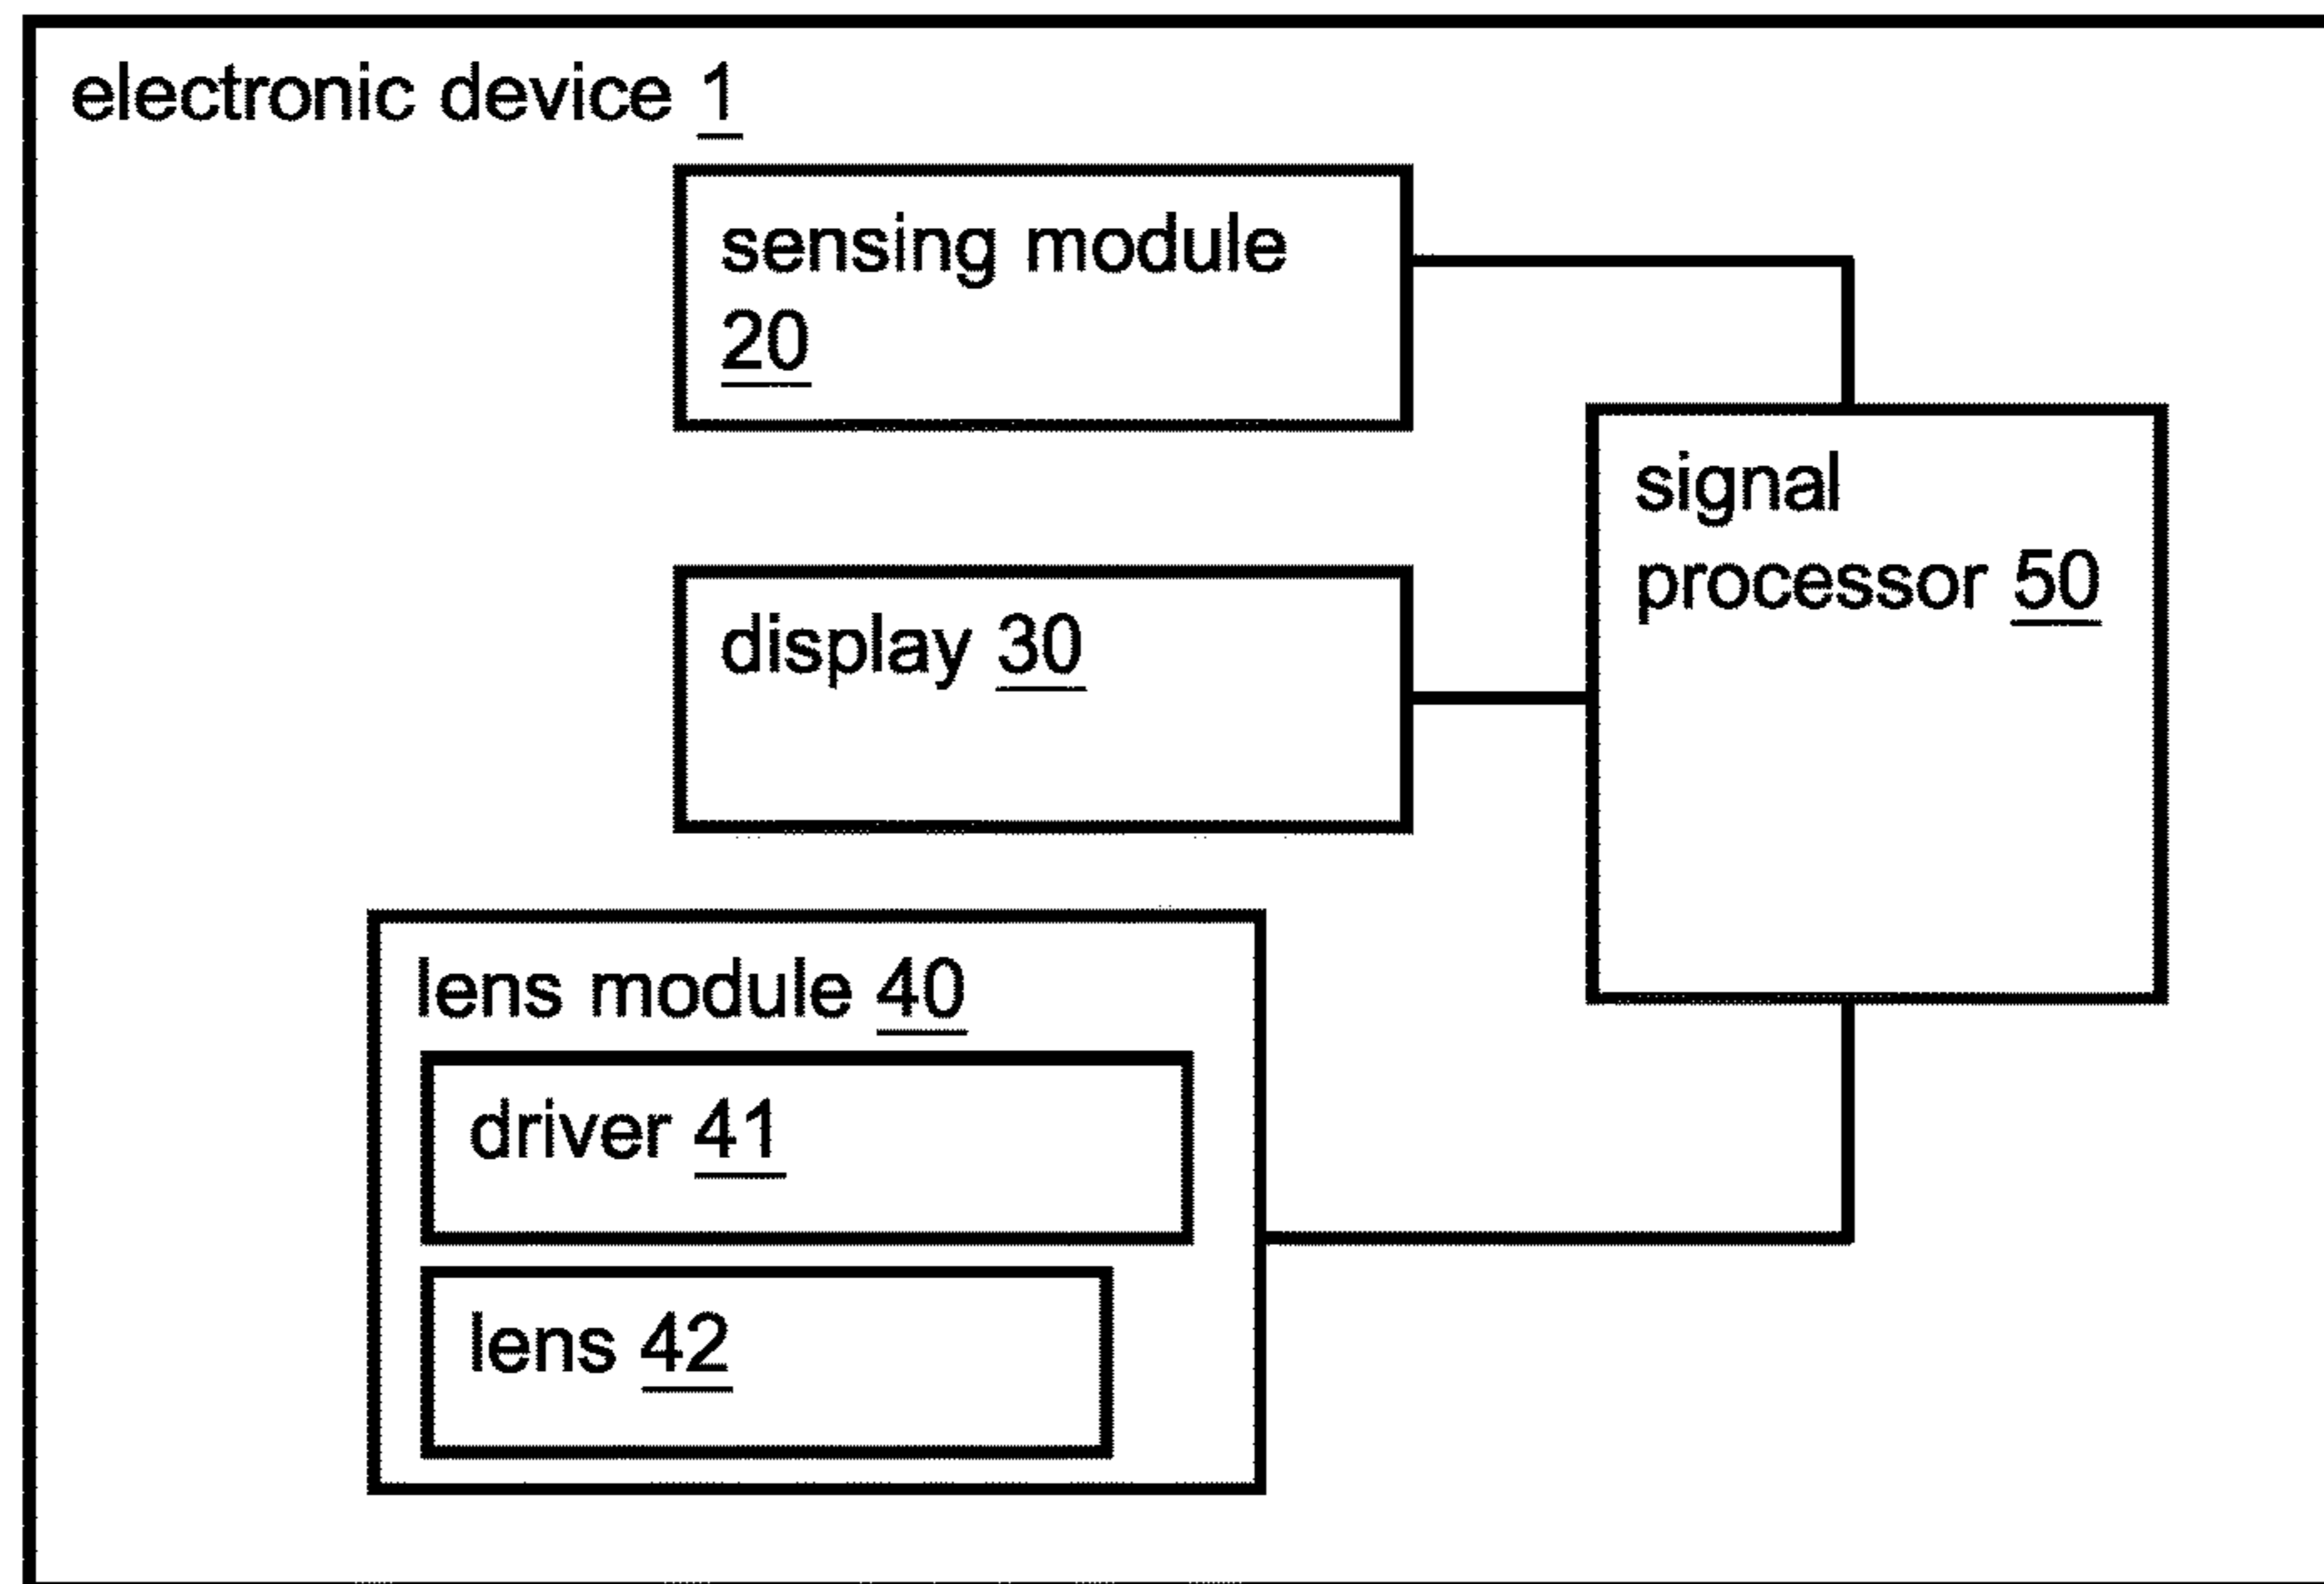 electronic device 1
sensing module
20
signal
processor 50
display 30
lens module 40
driver 41
lens 42